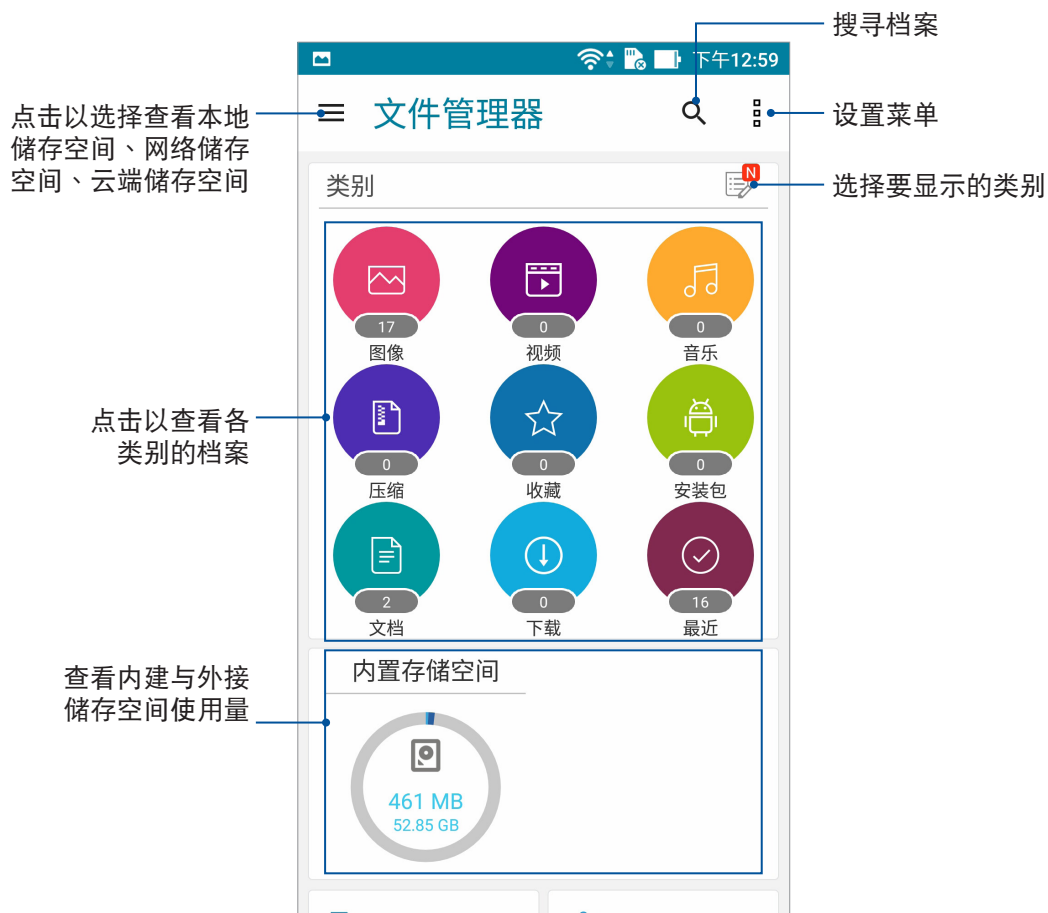 搜寻档案
下午12:59
文件管理器
点击以选择查看本地
储存空间、网络储存
空间、云端储存空间
设置菜单
类别
N
选择要显示的类别
17
0
0
图像
视频
音乐
点击以查看各
类别的档案
0
0
0
压缩
收藏
安装包
2
0
16
文档
下载
最近
查看内建与外接
储存空间使用量
内置存储空间
461 MB
52.85 GB